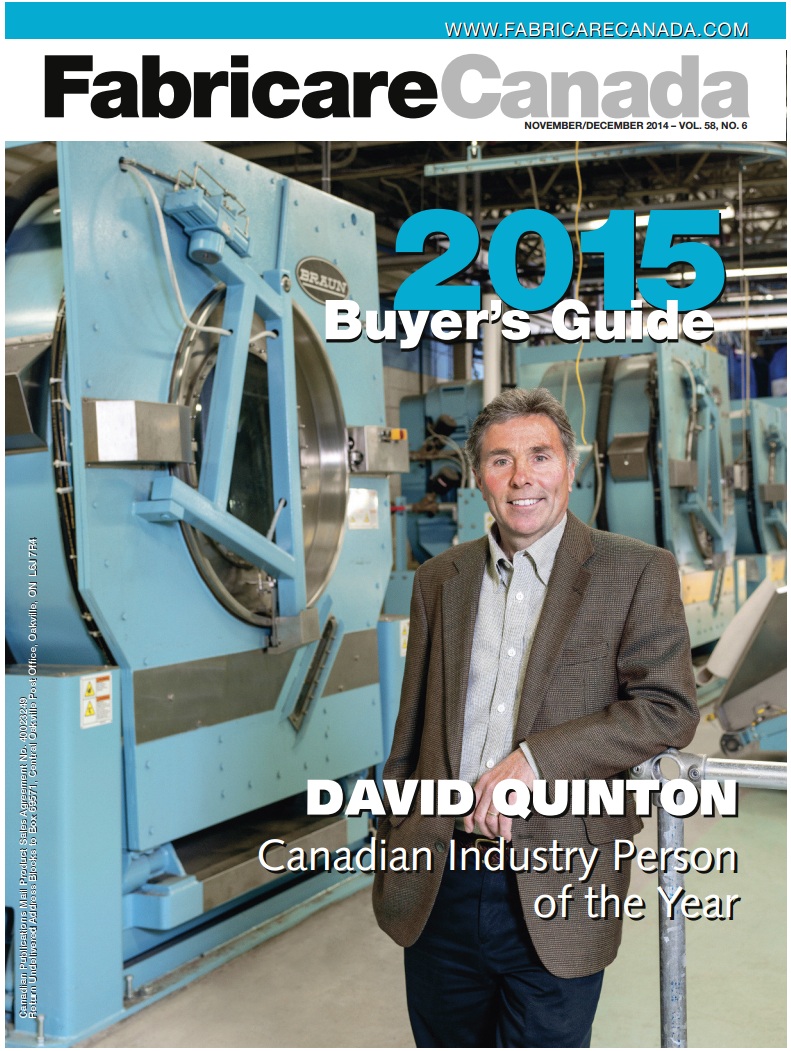 WWW.FABRICARECANADA.COM
FabricareCanada
NOVEMBER/DECEMBER 2014 – VOL. 58, NO. 6
2015
Buyer's Guide
BRAUN
DAVID QUINTON
Canadian Industry Person
of the Year
Canadian Publications Mail Product Sales Agreement No. 40023249
Return Undelivered Address Blocks to Box 69571, Central Oakville Post Office, Oakville, ON L6J 7R4